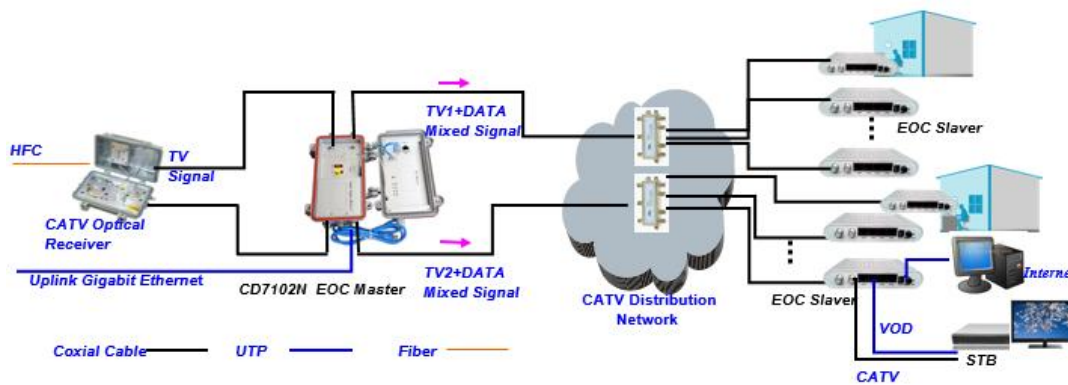 TV1+DATA
Mixed Signal
EOC Slaver
HFC
TV
Signal
CATV Optical
Receiver
Uplink Gigabit Ethernet
CD7102N EOC Master
TV2+DATA
Mixed Signal
CATV Distribution
Network
EOC Slaver
Internet
VOD
STB
CATV
Coxial Cable
UTP
Fiber